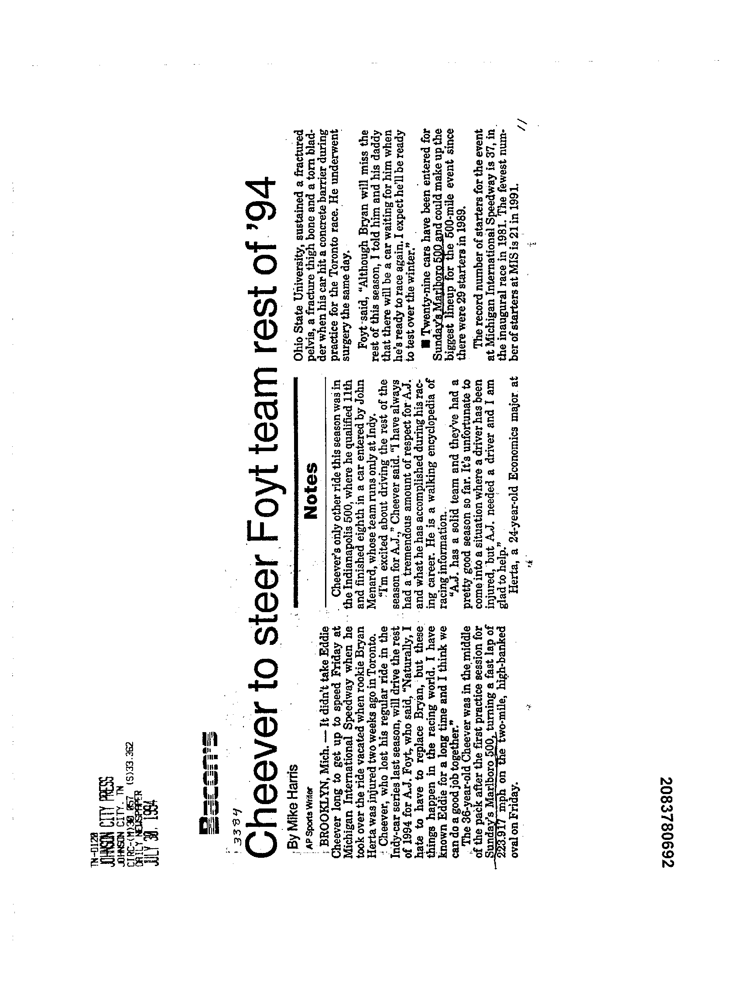 TN-0128
JOHNSON CITY PRESS
JOHNSON CITY, TN
DAILY NEWSPAPER
JULY 30, 1994
Bacon's
3384
Cheever to steer Foyt team rest of '94
By Mike Harris
AP Sports Writer
BROOKLYN, Mich. — It didn't take Eddie
Cheever long to get up to speed Friday at
Michigan International Speedway when he
took over the ride vacated when rookie Bryan
Herta was injured two weeks ago in Toronto.
Cheever, who lost his regular ride in the
Indy-car series last season, will drive the rest
of 1994 for A.J. Foyt, who said, "Naturally, I
hate to have to replace Bryan, but these
things happen in the racing world. I have
known Eddie for a long time and I think we
can do a good job together."
The 36-year-old Cheever was in the middle
of the pack after the first practice session for
Sunday's Marlboro 500, turning a fast lap of
223.917 mph on the two-mile, high-banked
oval on Friday.
Notes
Cheever's only other ride this season was in
the Indianapolis 500, where he qualified 11th
and finished eighth in a car entered by John
Menard, whose team runs only at Indy.
"I'm excited about driving the rest of the
season for A.J.," Cheever said. "I have always
had a tremendous amount of respect for A.J.
and what he has accomplished during his rac-
ing career. He is a walking encyclopedia of
racing information.
"A.J. has a solid team and they've had a
pretty good season so far. It's unfortunate to
come into a situation where a driver has been
injured, but A.J. needed a driver and I am
glad to help."
Herta, a 24-year-old Economics major at
Ohio State University, sustained a fractured
pelvis, a fracture thigh bone and a torn blad-
der when his car hit a concrete barrier during
practice for the Toronto race. He underwent
surgery the same day.
Foyt said, "Although Bryan will miss the
rest of this season, I told him and his daddy
that there will be a car waiting for him when
he's ready to race again. I expect he'll be ready
to test over the winter."
■ Twenty-nine cars have been entered for
Sunday's Marlboro 500 and could make up the
biggest lineup for the 500-mile event since
there were 29 starters in 1989.
The record number of starters for the event
at Michigan International Speedway is 37, in
the inaugural race in 1981. The fewest num-
ber of starters at MIS is 21 in 1991.
11
2083780692